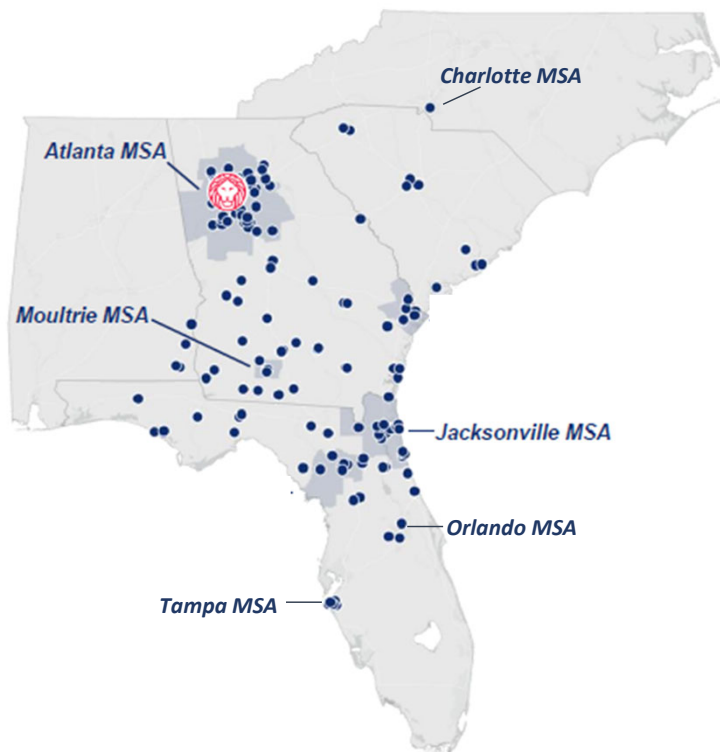 Charlotte MSA
Atlanta MSA
Moultrie MSA
Jacksonville MSA
Orlando MSA
Tampa MSA